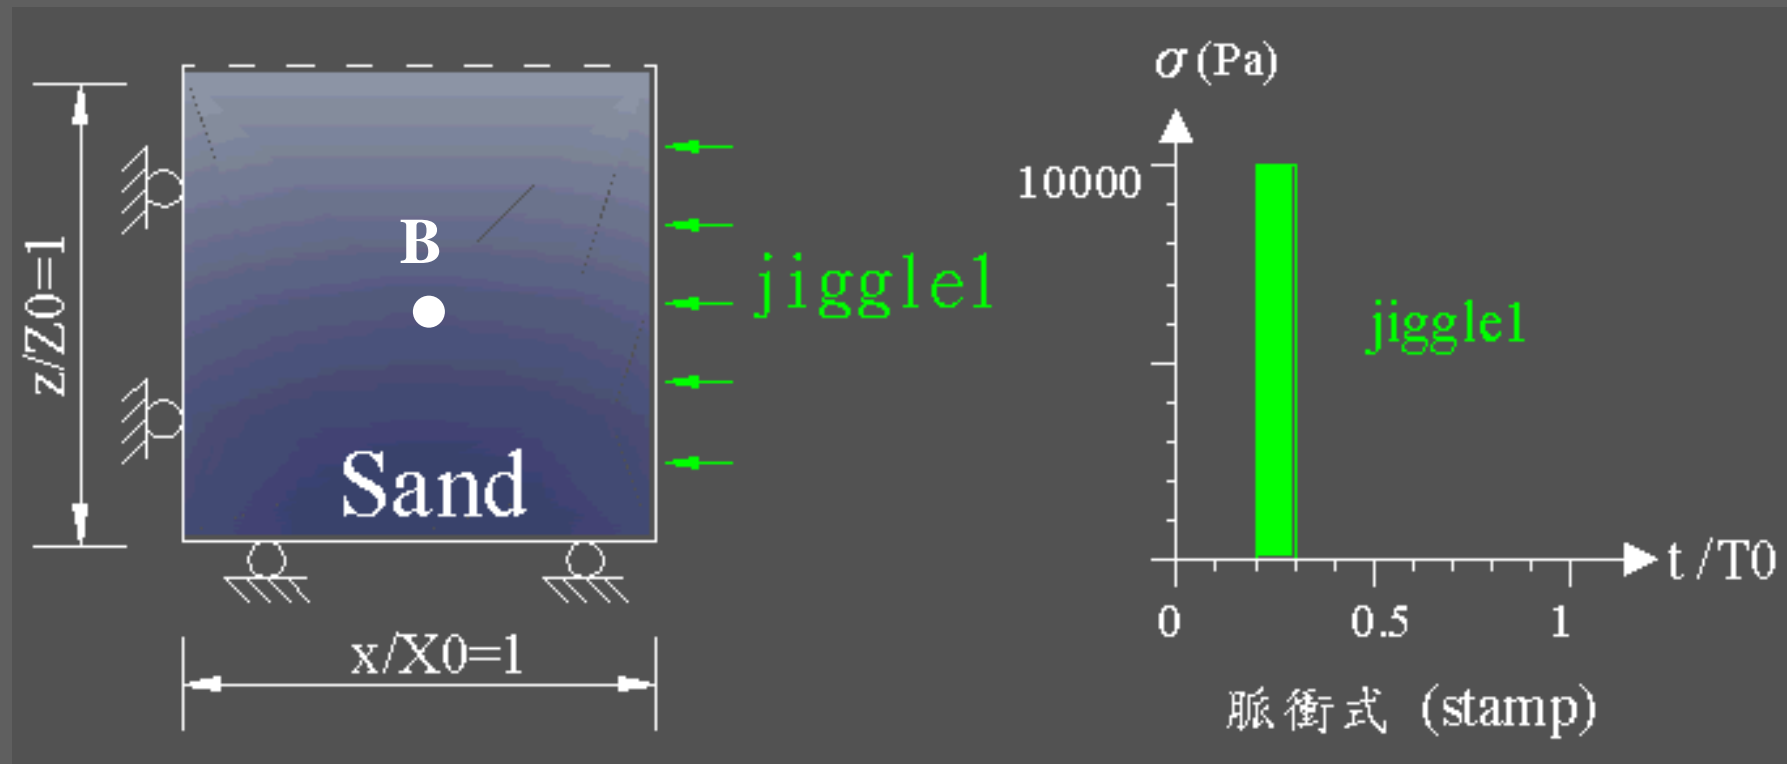 z/Z0=1
B
Sand
x/X0=1
jiggle1
σ(Pa)
10000
jiggle1
t/T0
0
0.5
1
脈衝式 (stamp)